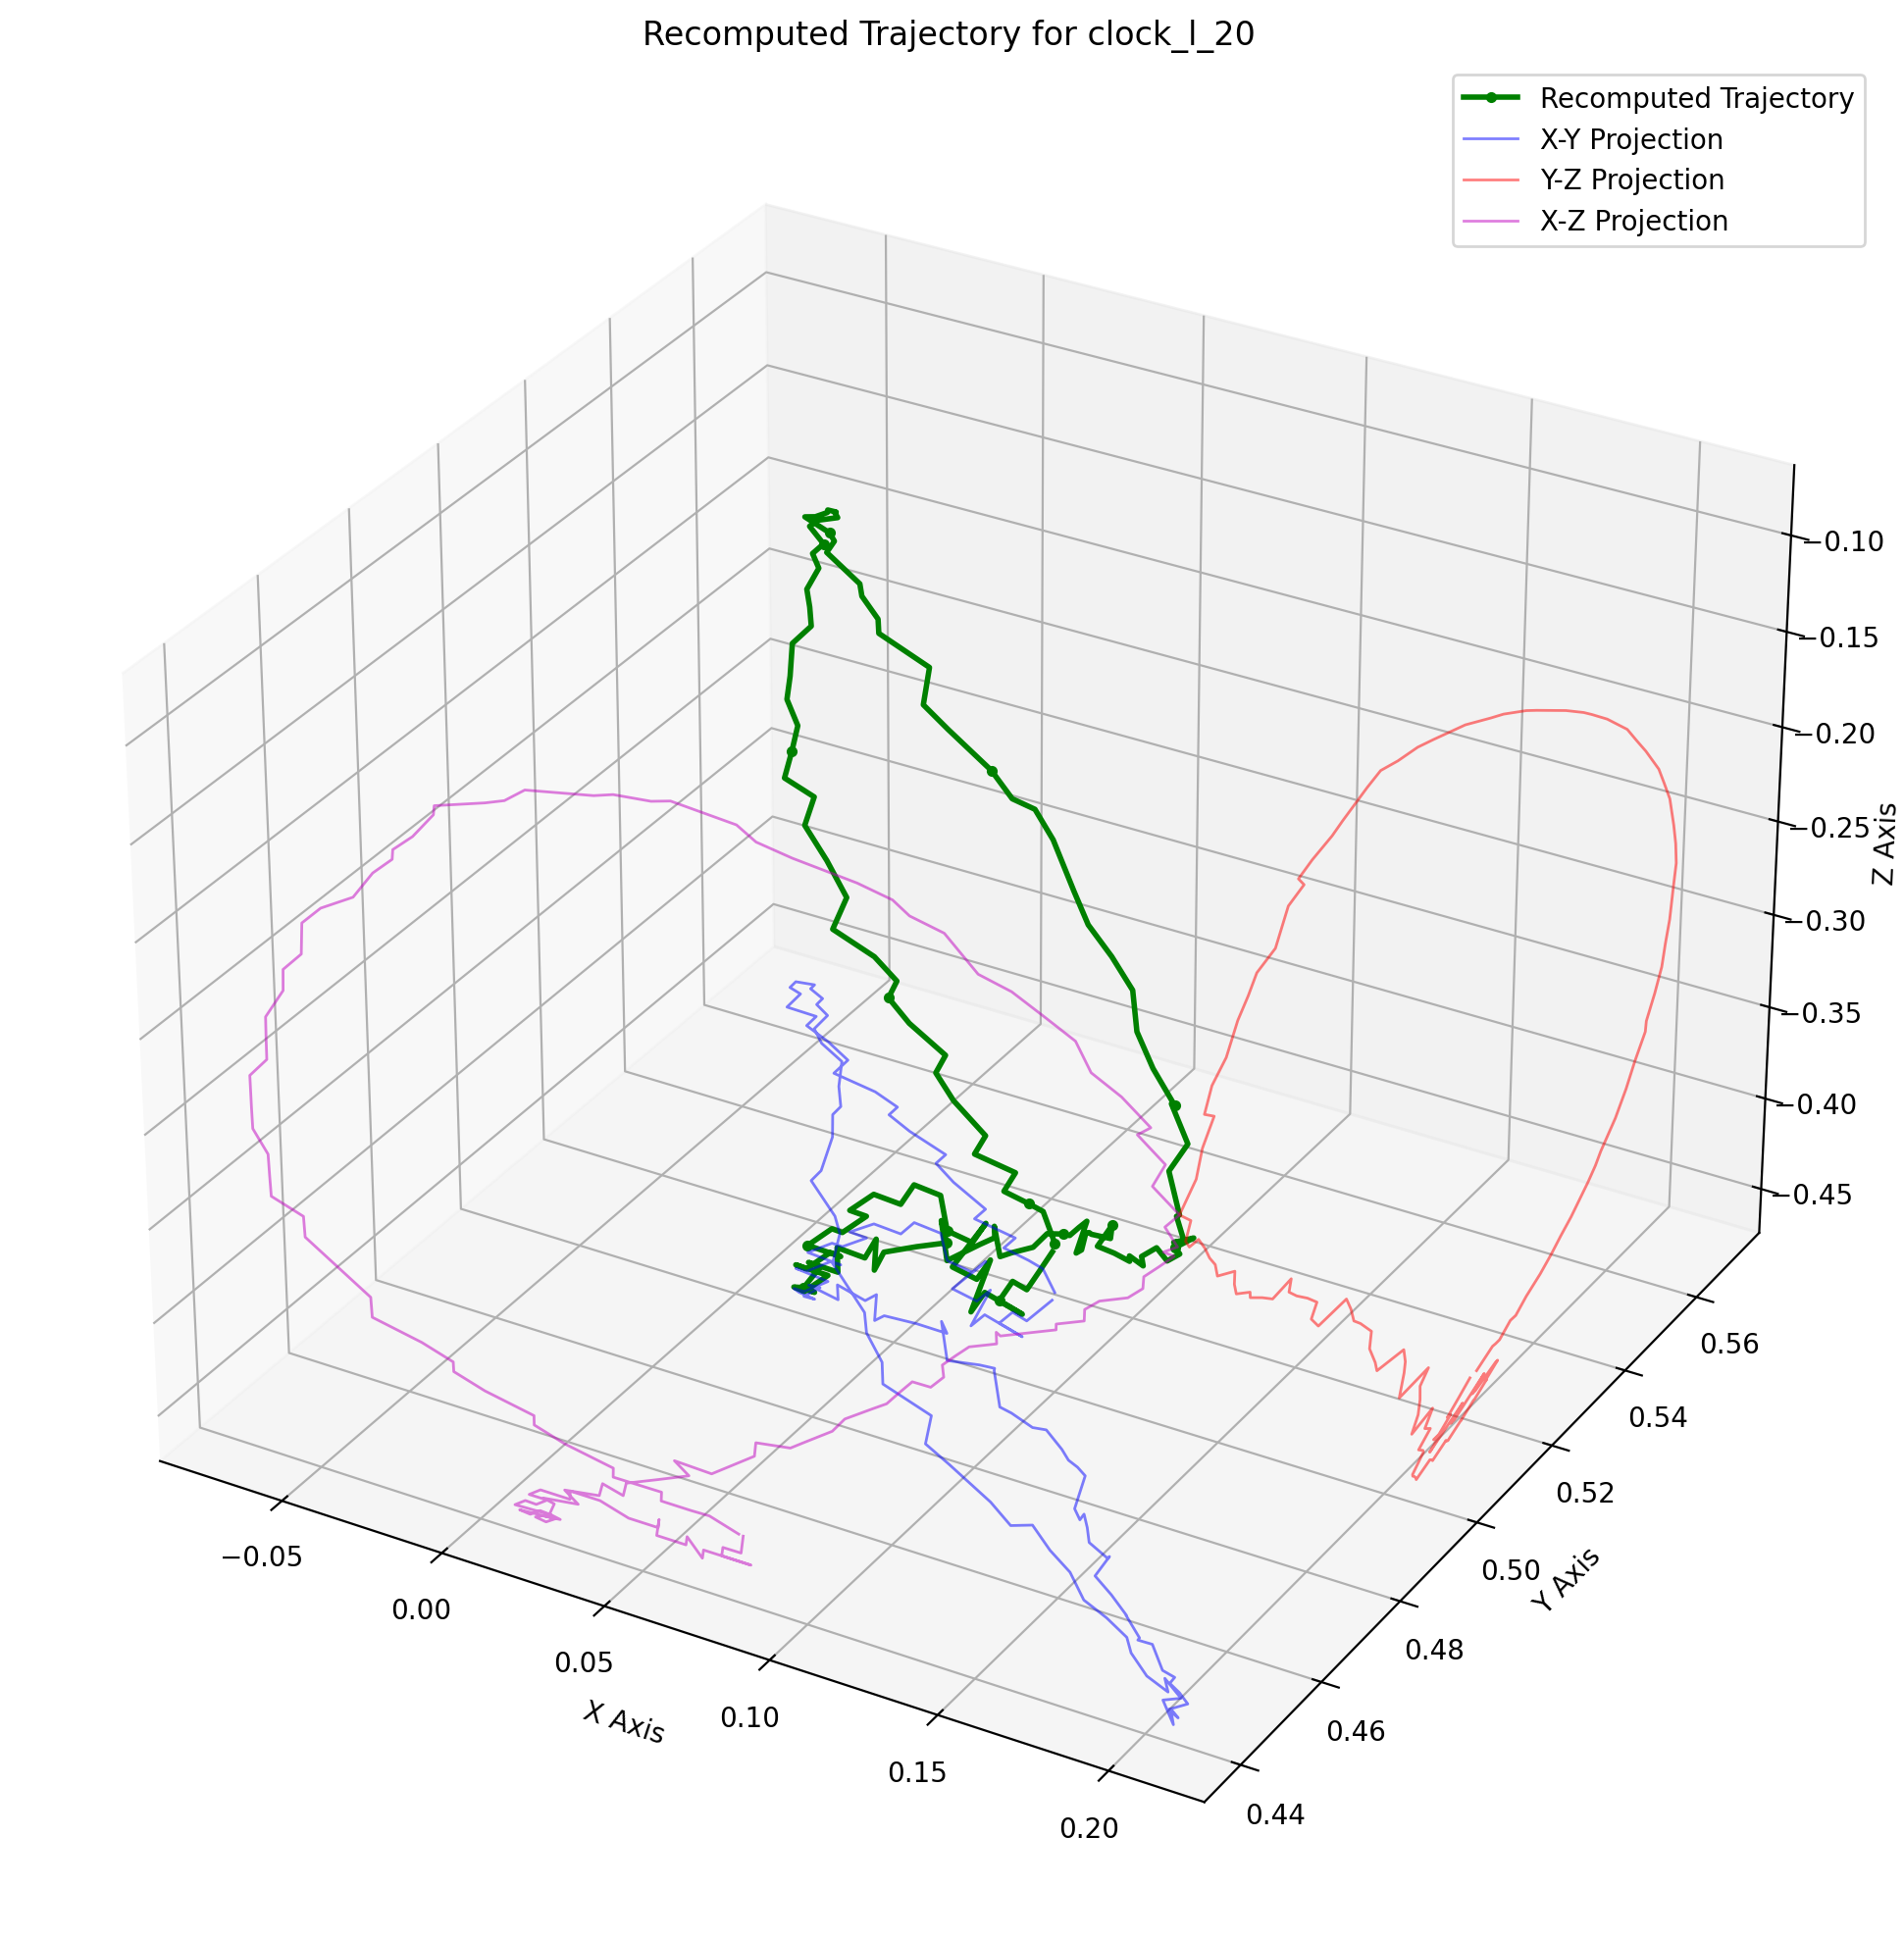 Recomputed Trajectory for clock_l_20
Recomputed Trajectory
X-Y Projection
Y-Z Projection
X-Z Projection
−0.10
−0.15
−0.20
−0.25
−0.30
−0.35
−0.40
−0.45
Z Axis
0.56
0.54
0.52
0.50
0.48
0.46
0.44
Y Axis
−0.05
0.00
0.05
0.10
0.15
0.20
X Axis